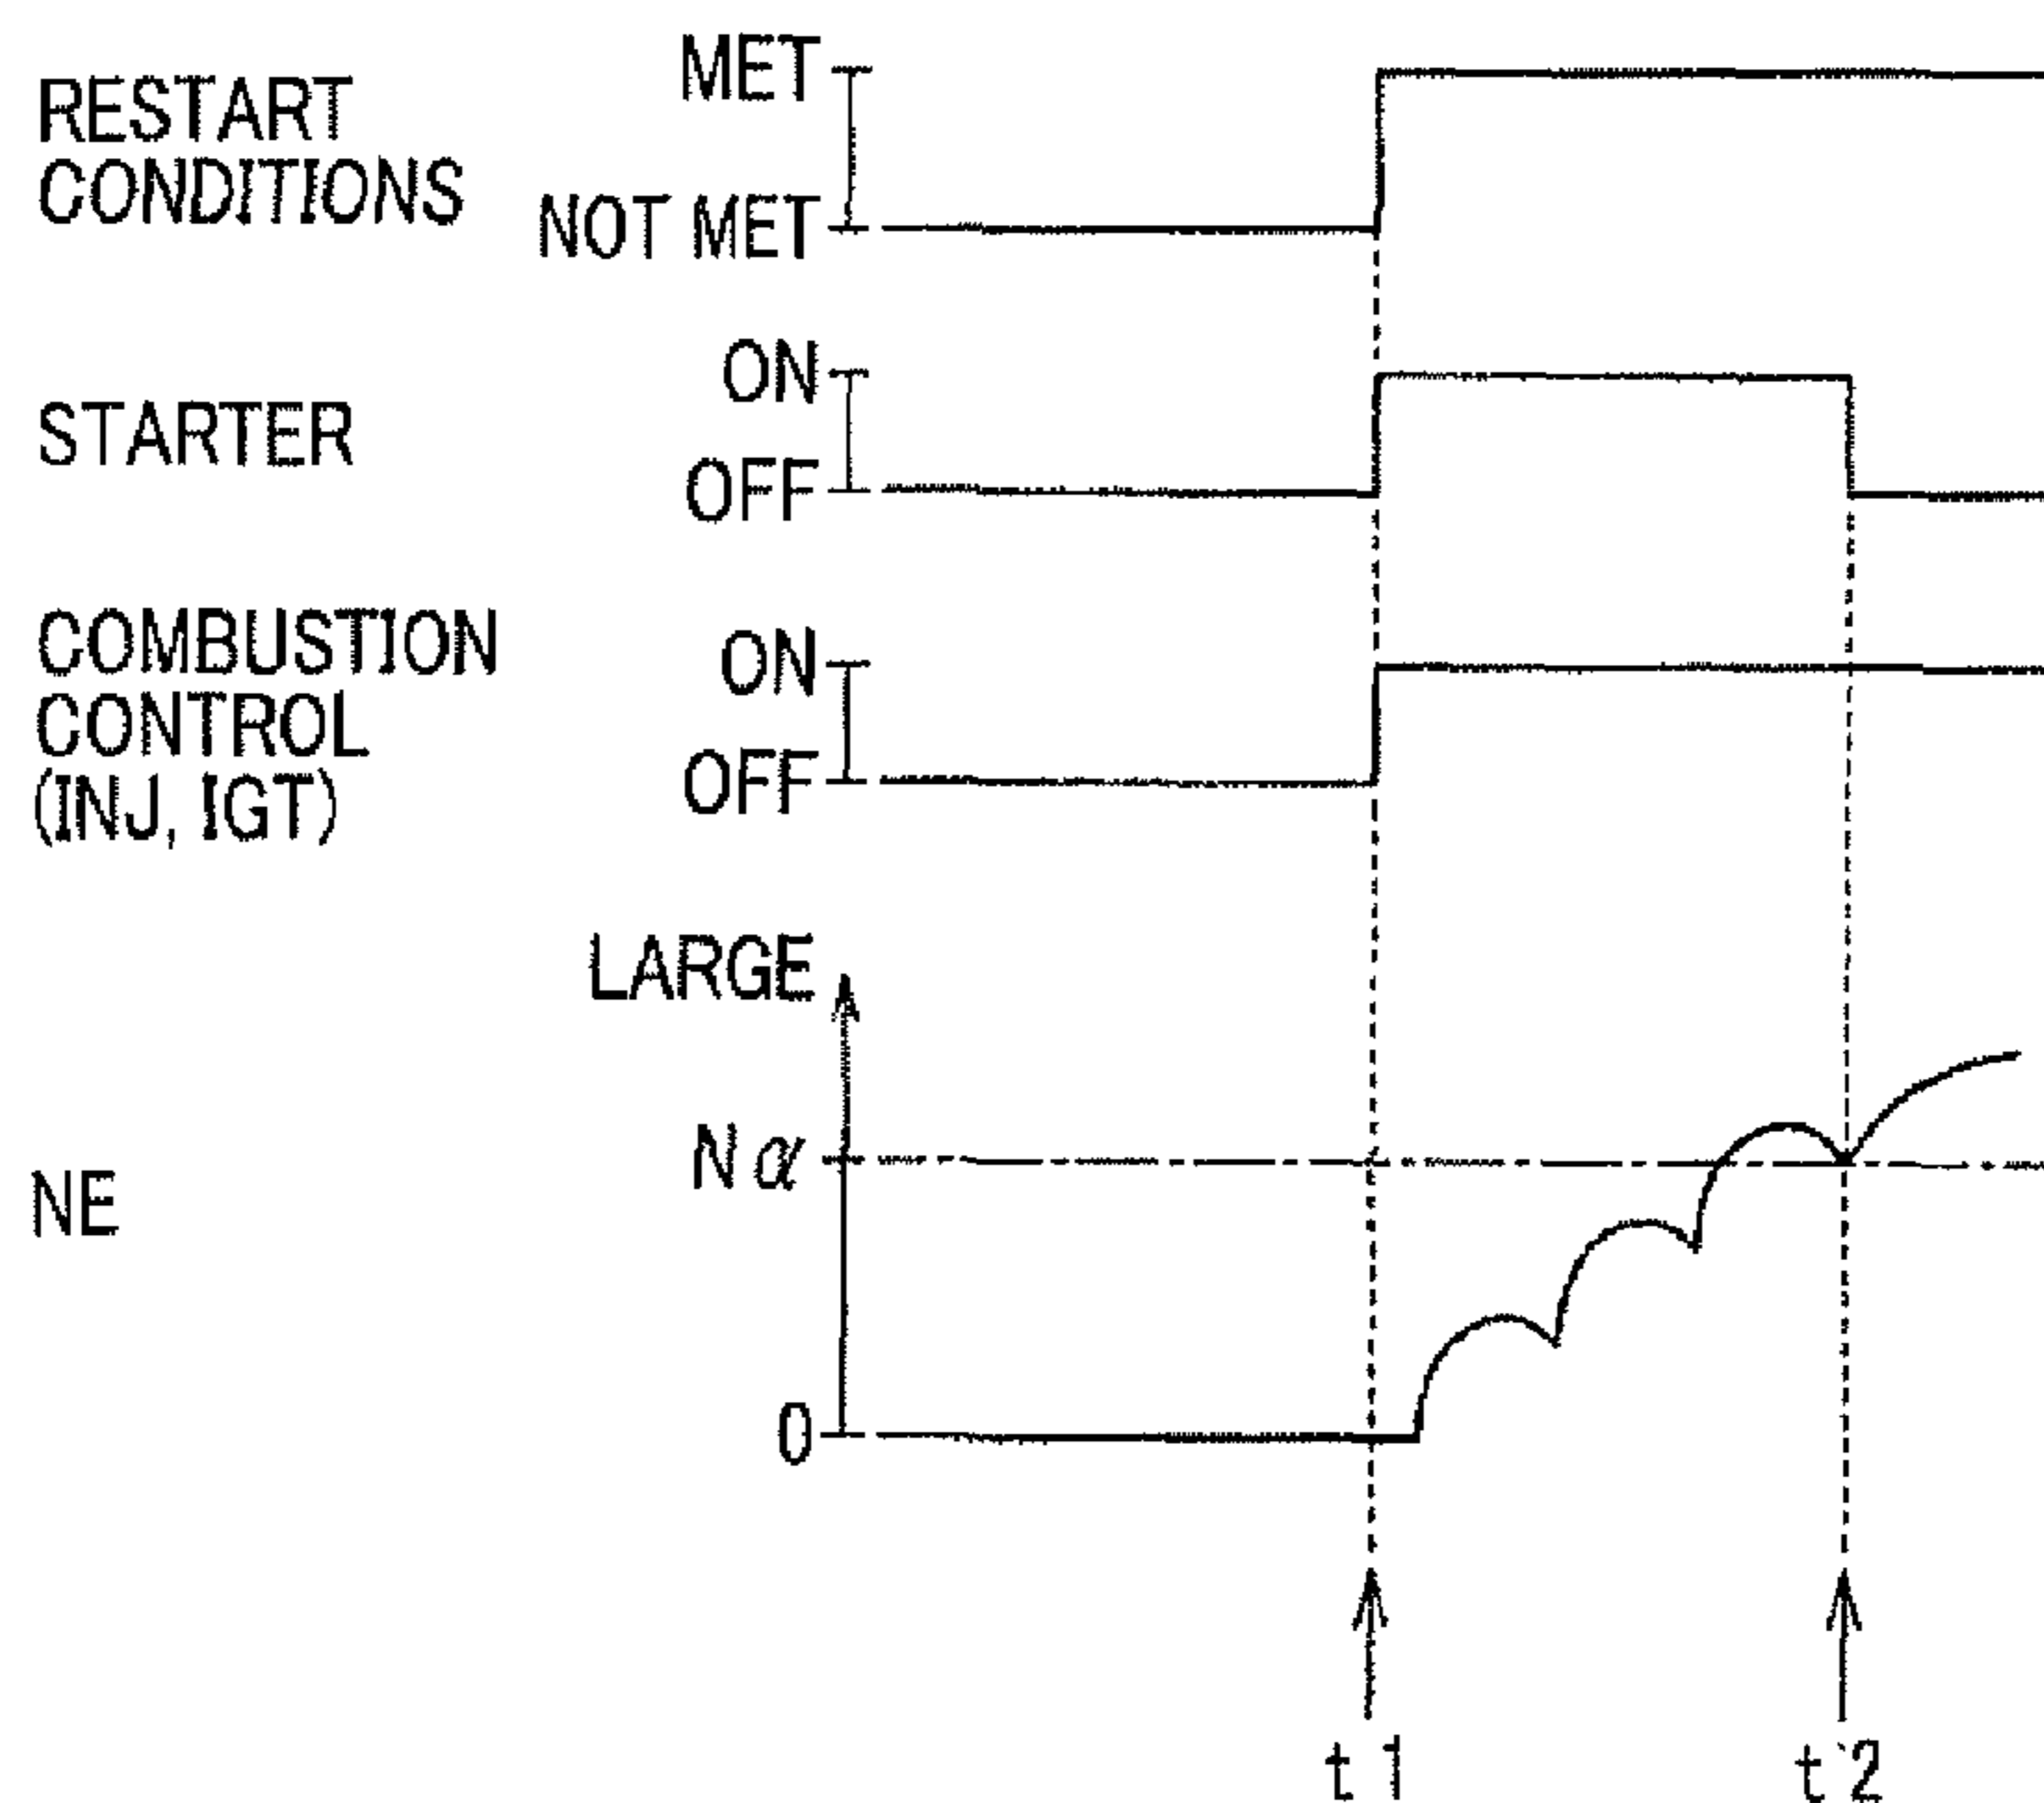 RESTART
CONDITIONS
MET
NOT MET
STARTER
ON
OFF
COMBUSTION
CONTROL
(INJ, IGT)
ON
OFF
NE
LARGE
Nα
0
t1
t2